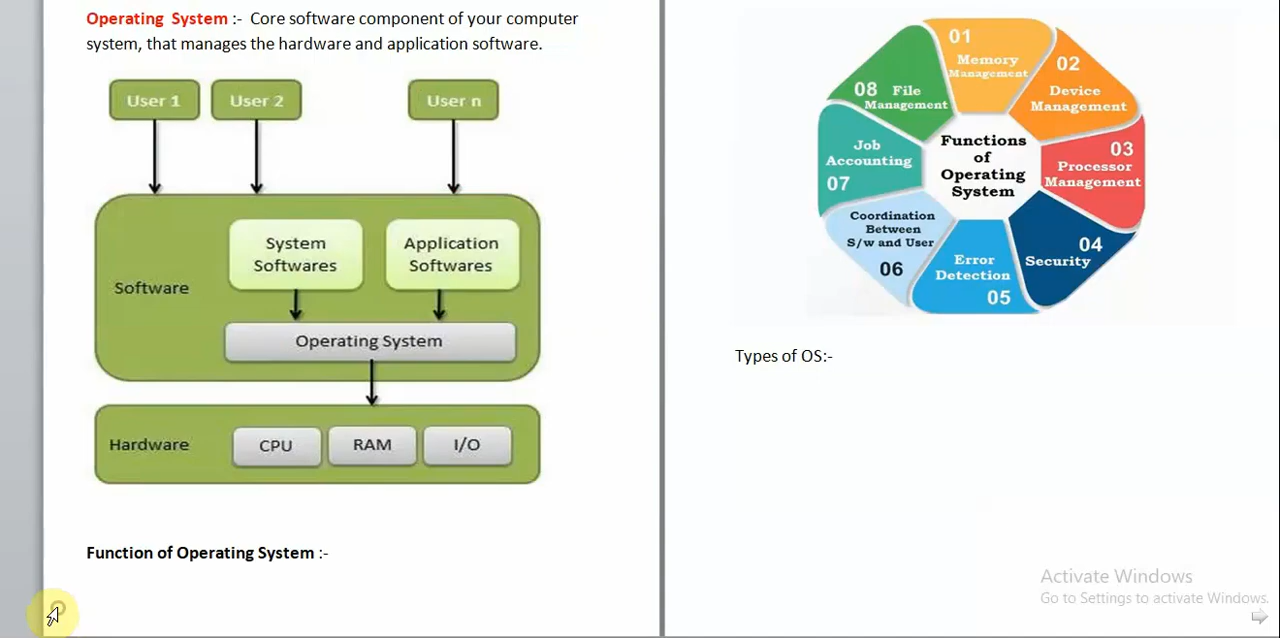 Operating System :- Core software component of your computer
system, that manages the hardware and application software.
User 1
User 2
User n
System
Softwares
Application
Softwares
Software
Operating System
Hardware
CPU
RAM
I/O
Function of Operating System :-
01
Memory
Management
02
Device
Management
03
Processor
Management
04
Security
Error
Detection
05
Coordination
Between
S/w and User
06
Job
Accounting
07
08 File
Management
Functions
of
Operating
System
Types of OS:-
Activate Windows
Go to Settings to activate Windows.